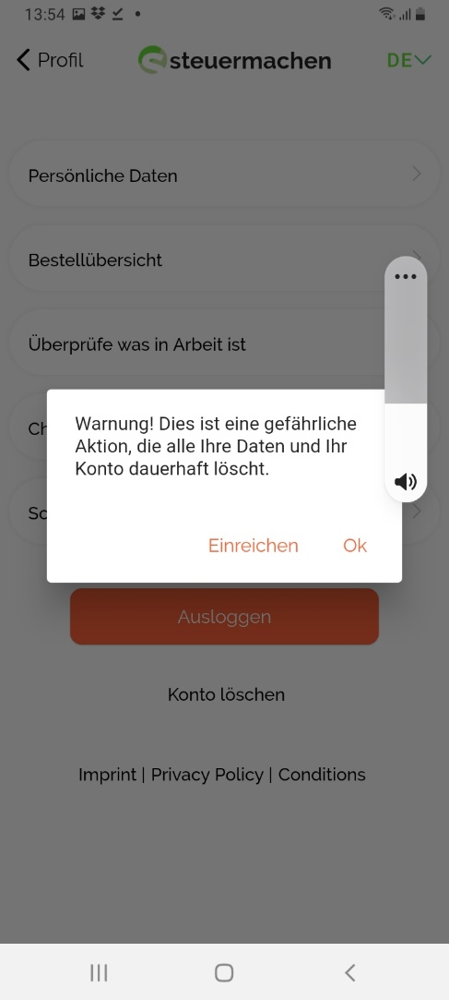 13:54
Profil
steuermachen
DE
Persönliche Daten
Bestellübersicht
Überprüfe was in Arbeit ist
Ch
Warnung! Dies ist eine gefährliche
Aktion, die alle Ihre Daten und Ihr
Konto dauerhaft löscht.
Einreichen Ok
Ausloggen
Konto löschen
Imprint | Privacy Policy | Conditions